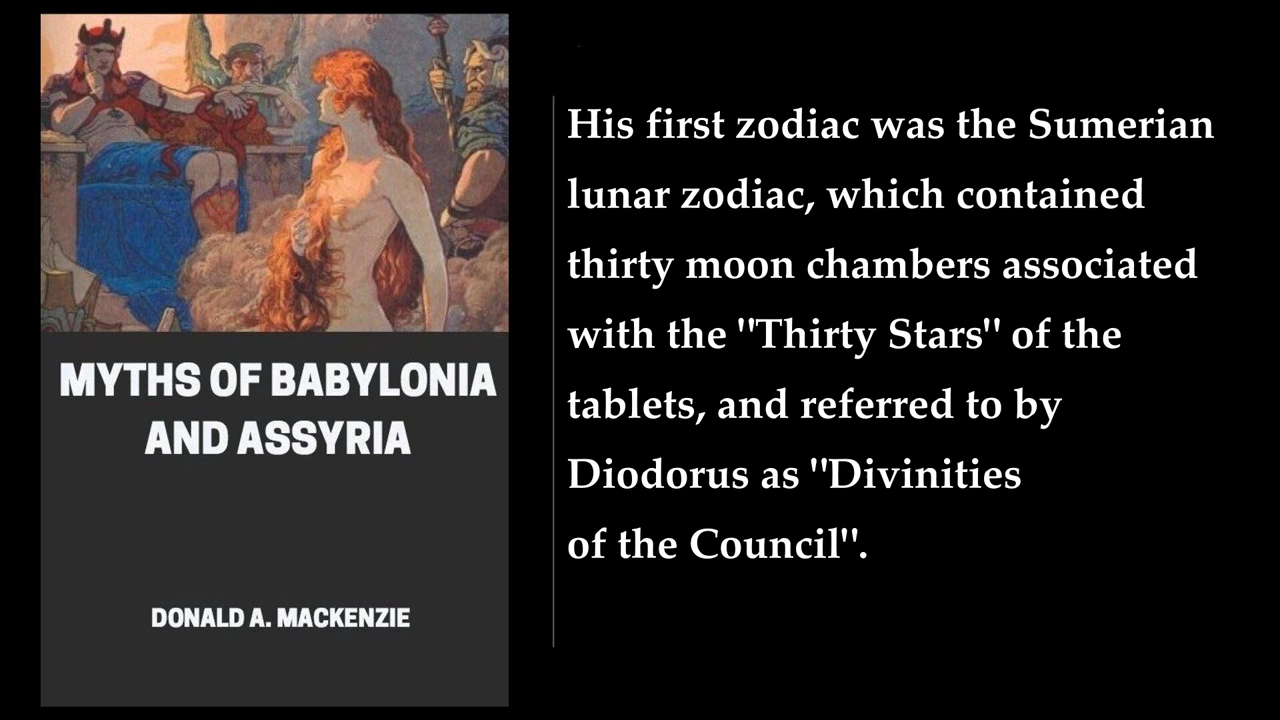 MYTHS OF BABYLONIA
AND ASSYRIA
DONALD A. MACKENZIE
His first zodiac was the Sumerian
lunar zodiac, which contained
thirty moon chambers associated
with the "Thirty Stars" of the
tablets, and referred to by
Diodorus as "Divinities
of the Council".